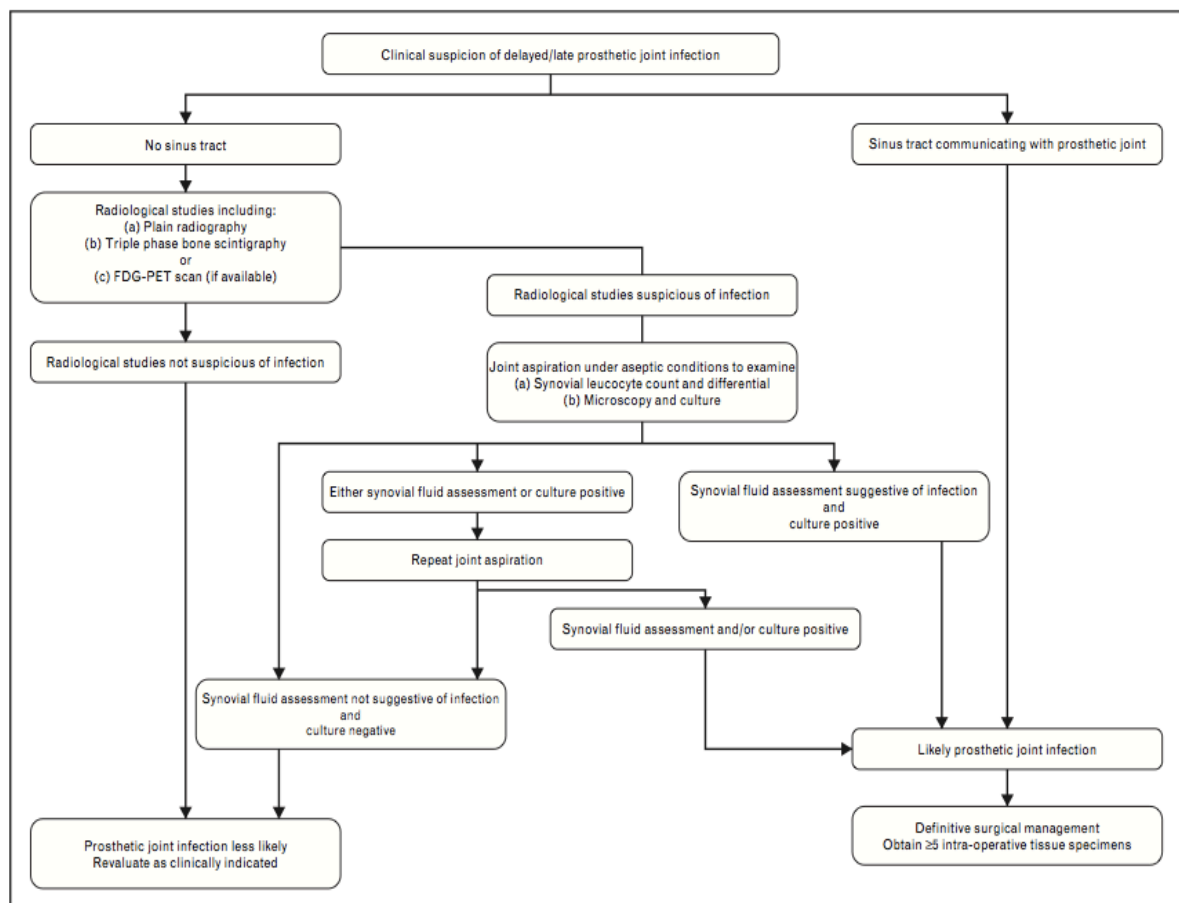 Clinical suspicion of delayed/late prosthetic joint infection
No sinus tract
Sinus tract communicating with prosthetic joint
Radiological studies including:
(a) Plain radiography
(b) Triple phase bone scintigraphy
or
(c) FDG-PET scan (if available)
Radiological studies suspicious of infection
Radiological studies not suspicious of infection
Joint aspiration under aseptic conditions to examine
(a) Synovial leucocyte count and differential
(b) Microscopy and culture
Either synovial fluid assessment or culture positive
Synovial fluid assessment suggestive of infection
and
culture positive
Repeat joint aspiration
Synovial fluid assessment and/or culture positive
Synovial fluid assessment not suggestive of infection
and
culture negative
Likely prosthetic joint infection
Prosthetic joint infection less likely
Revaluate as clinically indicated
Definitive surgical management
Obtain ≥5 intra-operative tissue specimens